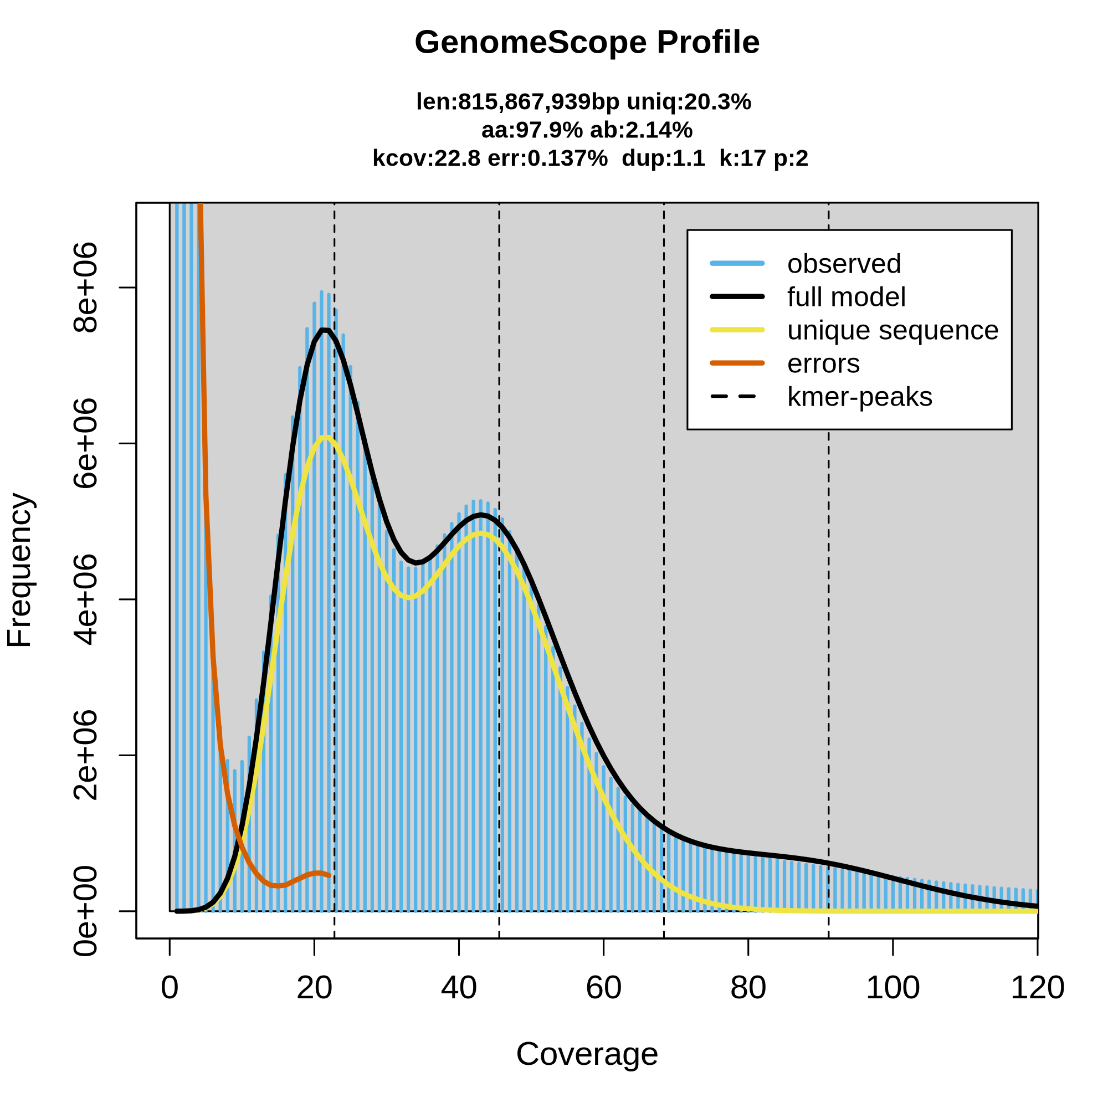 GenomeScope Profile
len:815,867,939bp uniq:20.3%
aa:97.9% ab:2.14%
kcov:22.8 err:0.137% dup:1.1 k:17 p:2
observed
full model
unique sequence
errors
kmer-peaks
Frequency
8e+06
6e+06
4e+06
2e+06
0e+00
0 20 40 60 80 100 120
Coverage